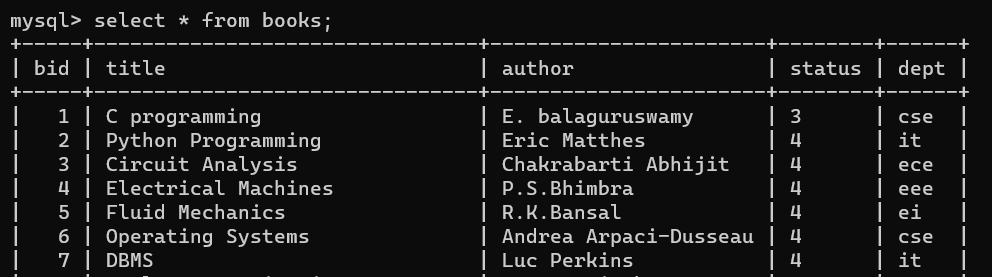 mysql> select * from books;
+-----+--------------------------------+-----------------------+--------+------+
| bid | title                          | author                | status | dept |
+-----+--------------------------------+-----------------------+--------+------+
|   1 | C programming                  | E. balaguruswamy      | 3      | cse  |
|   2 | Python Programming             | Eric Matthes          | 4      | it   |
|   3 | Circuit Analysis               | Chakrabarti Abhijit   | 4      | ece  |
|   4 | Electrical Machines            | P.S.Bhimbra           | 4      | eee  |
|   5 | Fluid Mechanics                | R.K.Bansal            | 4      | ei   |
|   6 | Operating Systems              | Andrea Arpaci-Dusseau | 4      | cse  |
|   7 | DBMS                           | Luc Perkins           | 4      | it   |